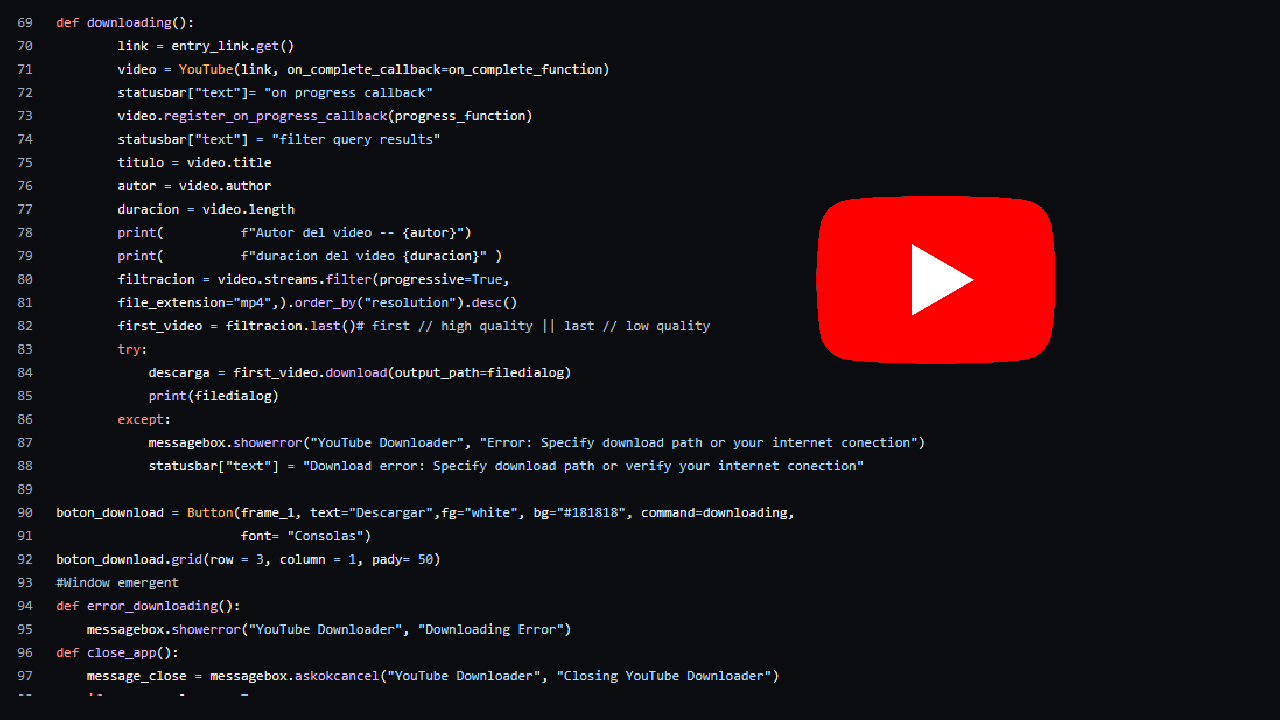 69 def downloading():
70 link = entry_link.get()
71 video = YouTube(link, on_complete_callback=on_complete_function)
72 statusbar["text"]= "on progress callback"
73 video.register_on_progress_callback(progress_function)
74 statusbar["text"] = "filter query results"
75 titulo = video.title
76 autor = video.author
77 duracion = video.length
78 print( f"Autor del video -- {autor}")
79 print( f"duracion del video {duracion}" )
80 filtracion = video.streams.filter(progressive=True,
81 file_extension="mp4",).order_by("resolution").desc()
82 first_video = filtracion.last()# first // high quality || last // low quality
83 try:
84 descarga = first_video.download(output_path=filedialog)
85 print(filedialog)
86 except:
87 messagebox.showerror("YouTube Downloader", "Error: Specify download path or your internet conection")
88 statusbar["text"] = "Download error: Specify download path or verify your internet conection"
89
90 boton_download = Button(frame_1, text="Descargar",fg="white", bg="#181818", command=downloading,
91 font= "Consolas")
92 boton_download.grid(row = 3, column = 1, pady= 50)
93 #Window emergent
94 def error_downloading():
95 messagebox.showerror("YouTube Downloader", "Downloading Error")
96 def close_app():
97 message_close = messagebox.askokcancel("YouTube Downloader", "Closing YouTube Downloader")